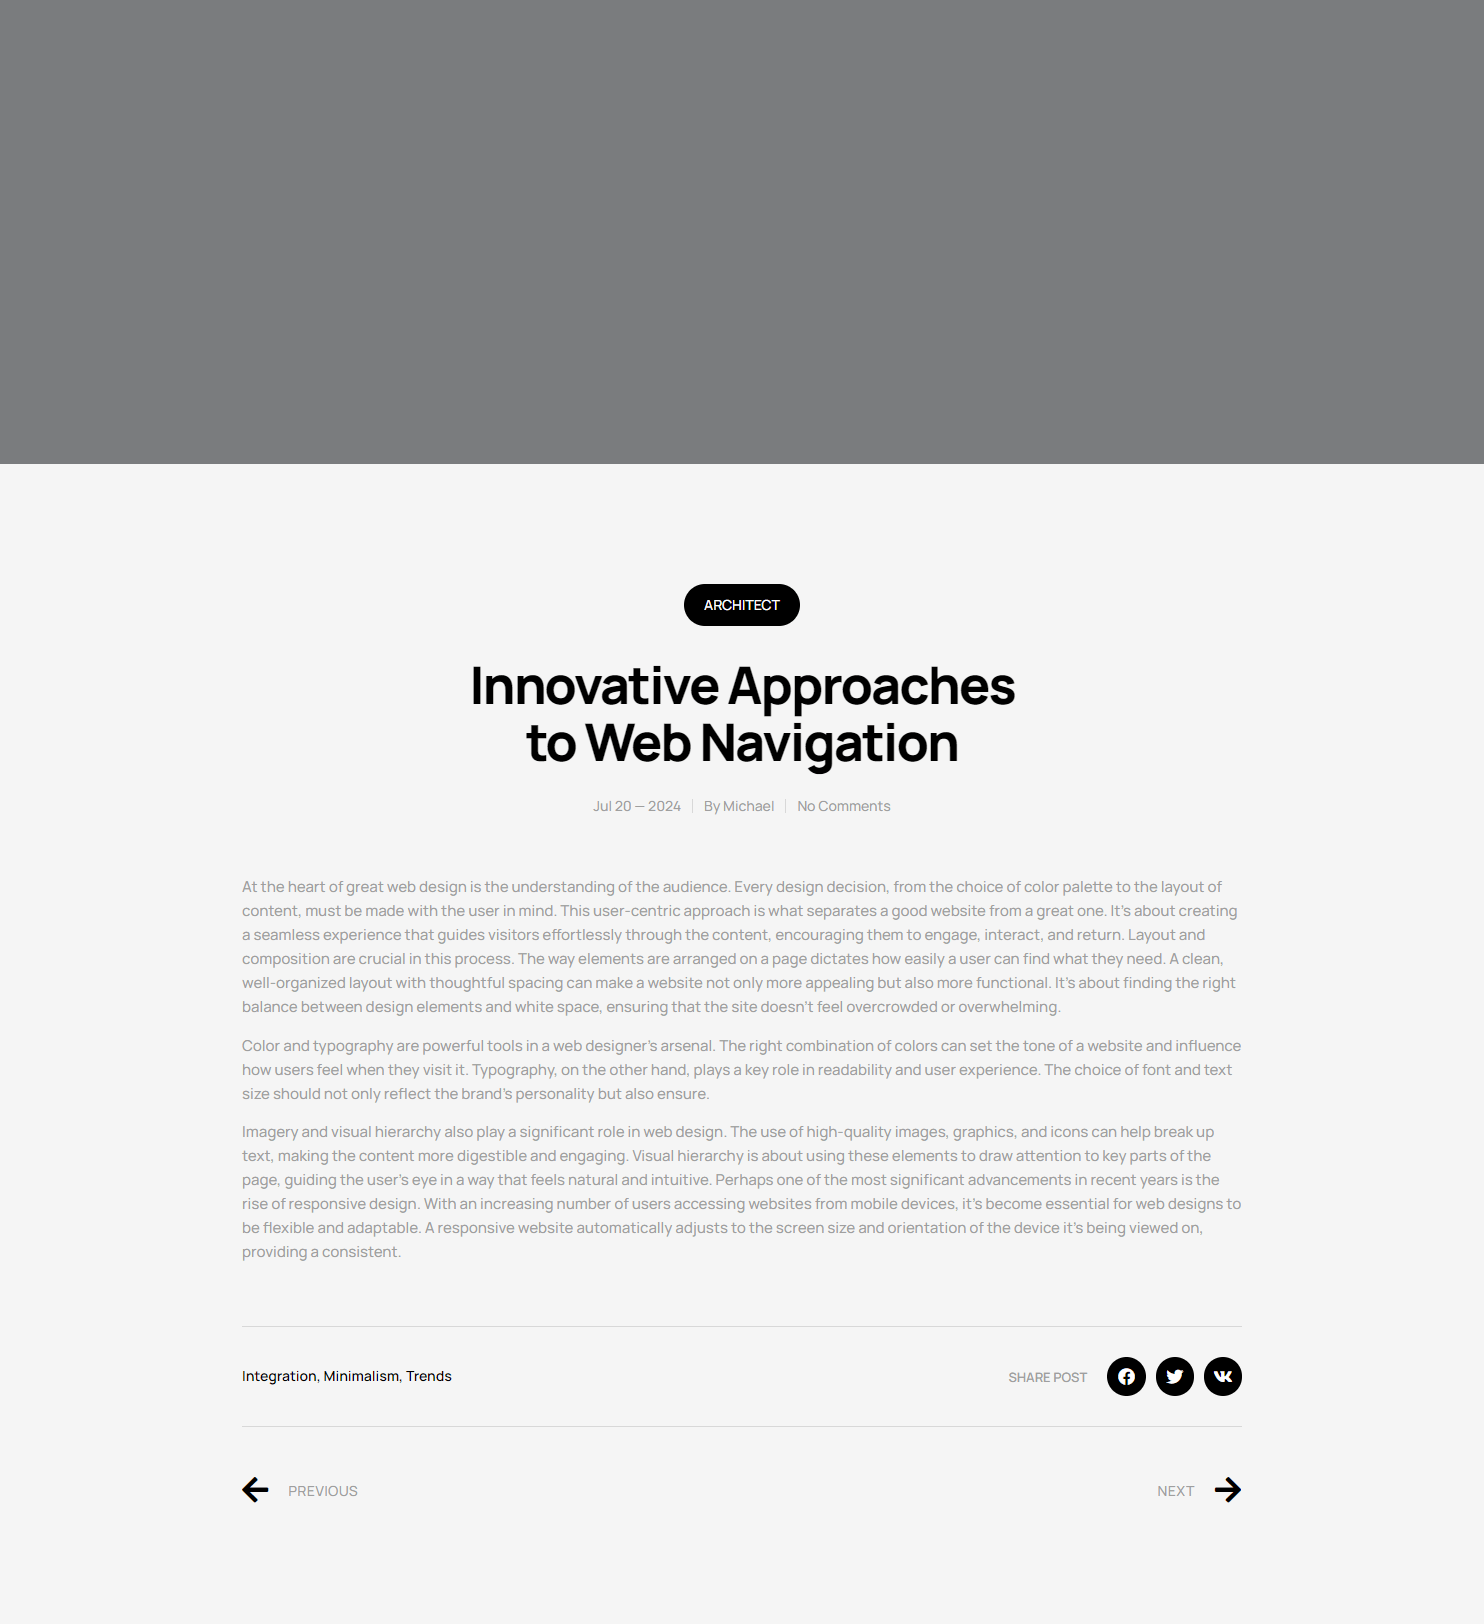 ARCHITECT
Innovative Approaches
to Web Navigation
Jul 20 — 2024 | By Michael | No Comments
At the heart of great web design is the understanding of the audience. Every design decision, from the choice of color palette to the layout of
content, must be made with the user in mind. This user-centric approach is what separates a good website from a great one. It’s about creating
a seamless experience that guides visitors effortlessly through the content, encouraging them to engage, interact, and return. Layout and
composition are crucial in this process. The way elements are arranged on a page dictates how easily a user can find what they need. A clean,
well-organized layout with thoughtful spacing can make a website not only more appealing but also more functional. It’s about finding the right
balance between design elements and white space, ensuring that the site doesn’t feel overcrowded or overwhelming.
Color and typography are powerful tools in a web designer’s arsenal. The right combination of colors can set the tone of a website and influence
how users feel when they visit it. Typography, on the other hand, plays a key role in readability and user experience. The choice of font and text
size should not only reflect the brand’s personality but also ensure.
Imagery and visual hierarchy also play a significant role in web design. The use of high-quality images, graphics, and icons can help break up
text, making the content more digestible and engaging. Visual hierarchy is about using these elements to draw attention to key parts of the
page, guiding the user’s eye in a way that feels natural and intuitive. Perhaps one of the most significant advancements in recent years is the
rise of responsive design. With an increasing number of users accessing websites from mobile devices, it’s become essential for web designs to
be flexible and adaptable. A responsive website automatically adjusts to the screen size and orientation of the device it’s being viewed on,
providing a consistent.
Integration, Minimalism, Trends
SHARE POST
PREVIOUS
NEXT